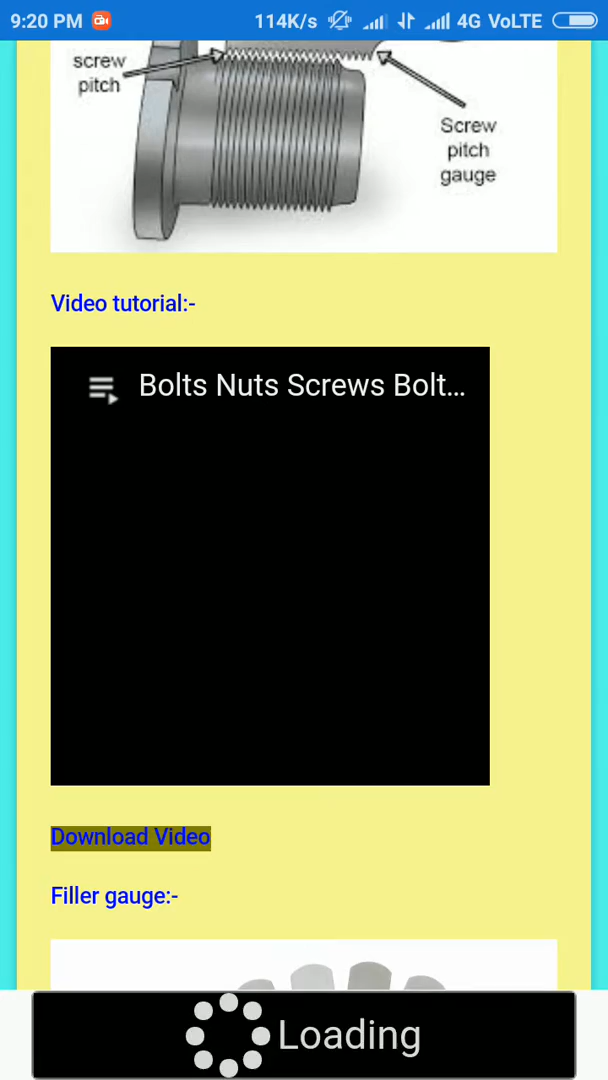 9:20 PM 114K/s 4G VoLTE
screw
pitch
Screw
pitch
gauge
Video tutorial:-
Bolts Nuts Screws Bolt...
Download Video
Filler gauge:-
Loading